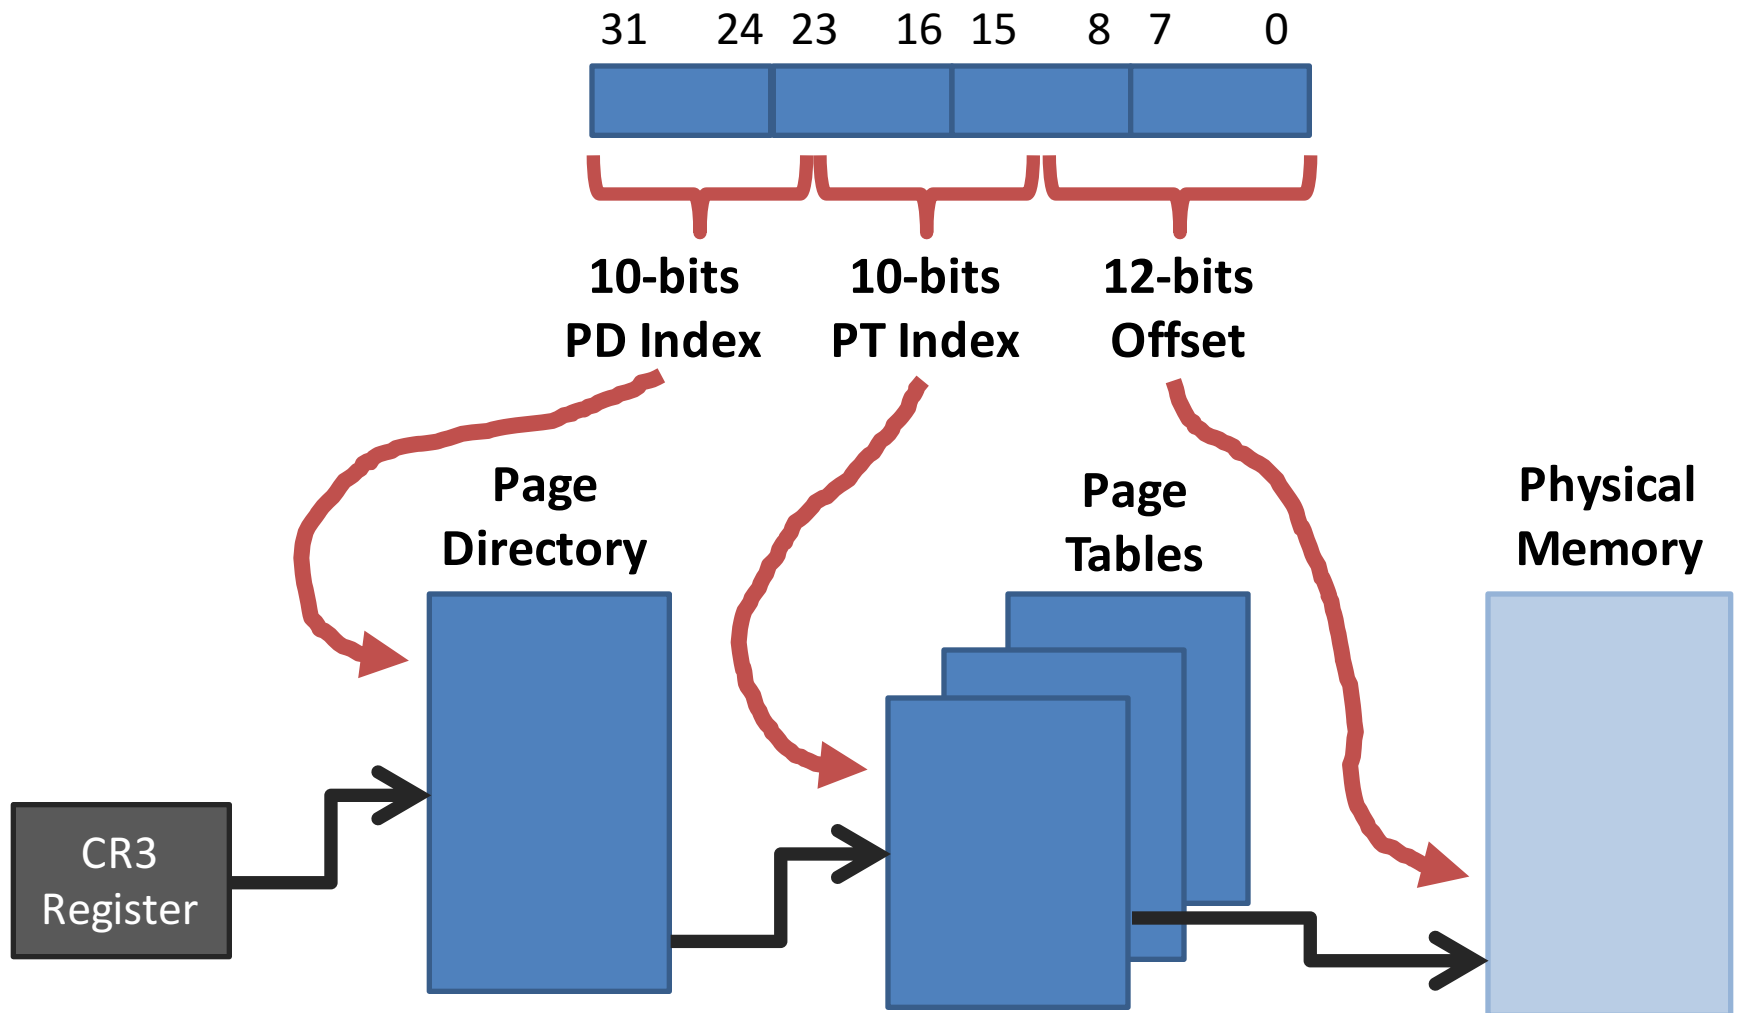 31 24 23 16 15 8 7 0
10-bits
PD Index
10-bits
PT Index
12-bits
Offset
Page
Directory
Page
Tables
Physical
Memory
CR3
Register